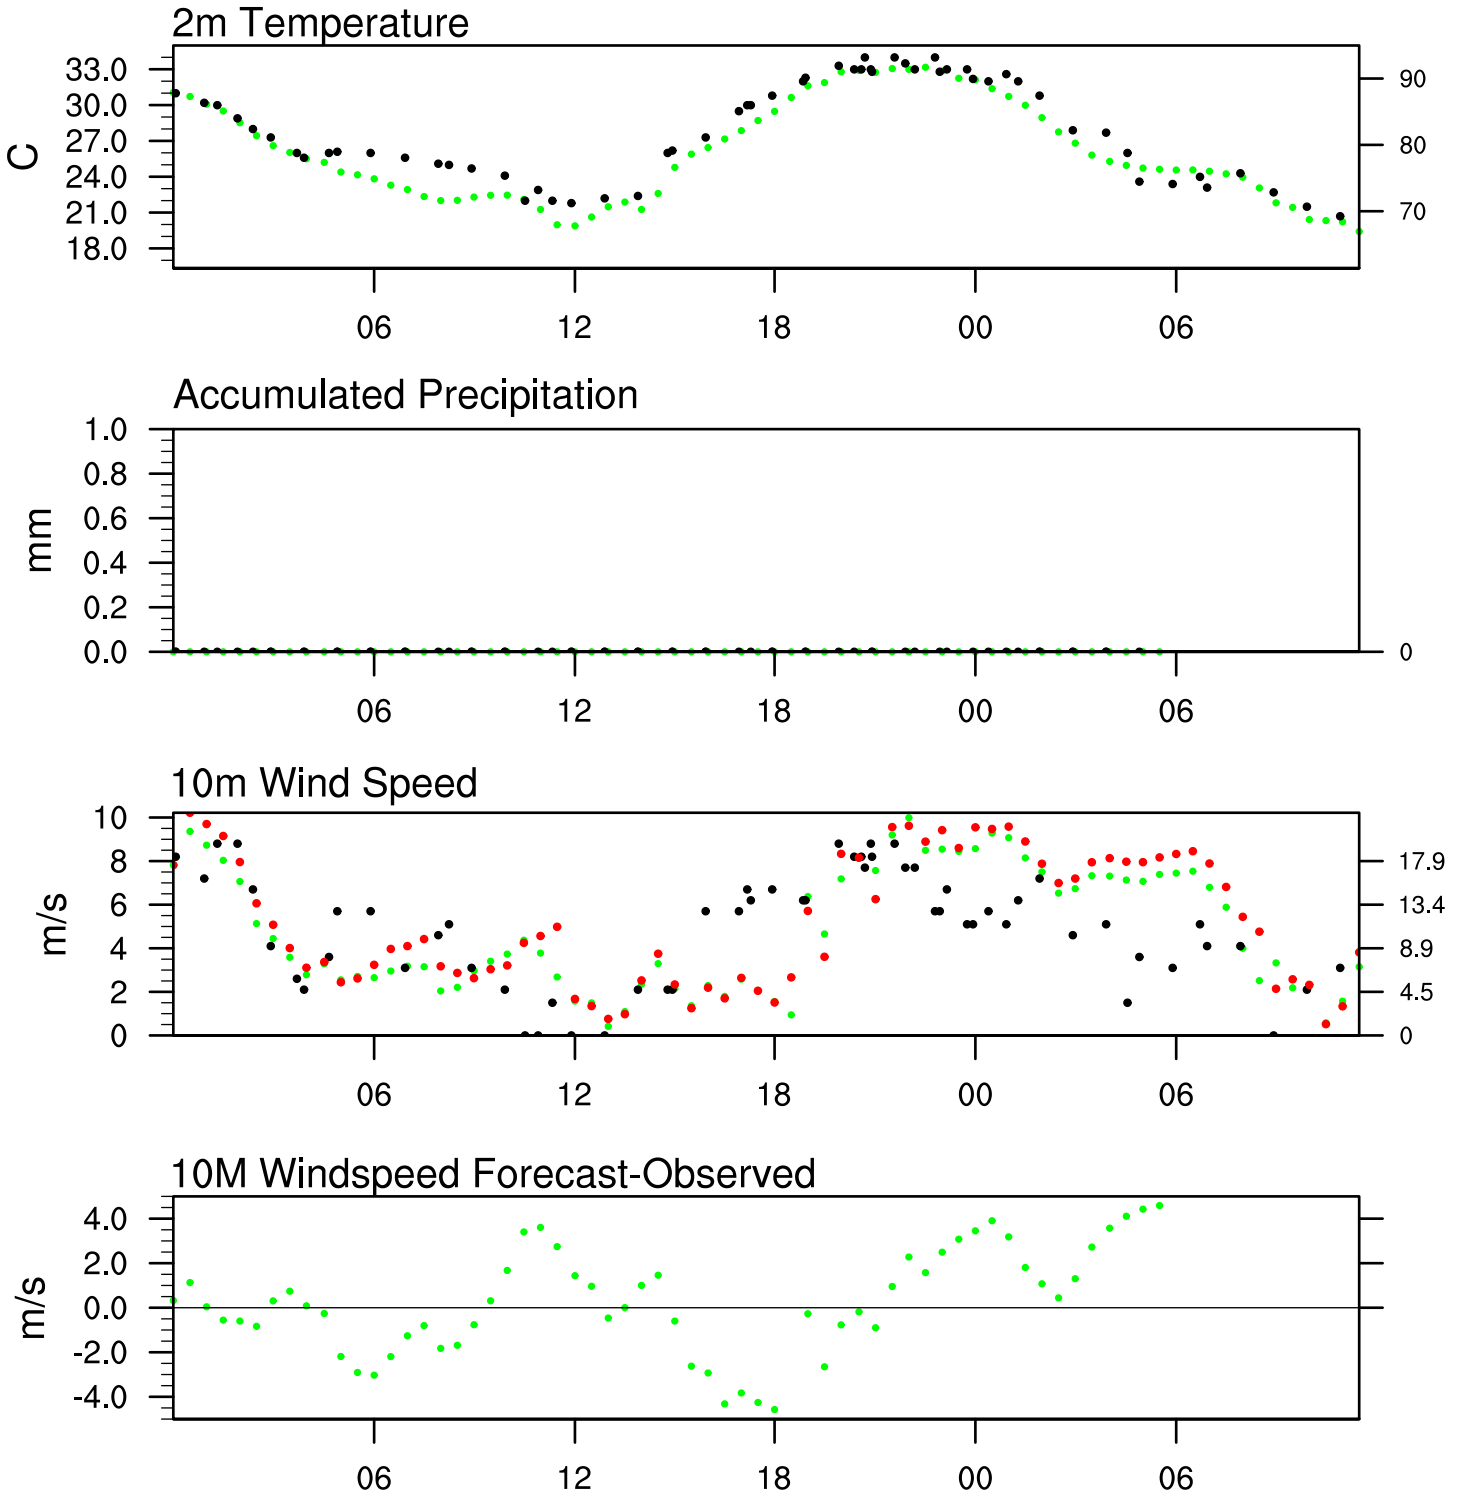 2m Temperature
C
33.0
30.0
27.0
24.0
21.0
18.0
90
80
70
06 12 18 00 06
Accumulated Precipitation
mm
1.0
0.8
0.6
0.4
0.2
0.0
0
06 12 18 00 06
10m Wind Speed
m/s
10
8
6
4
2
0
17.9
13.4
8.9
4.5
0
06 12 18 00 06
10M Windspeed Forecast-Observed
m/s
4.0
2.0
0.0
-2.0
-4.0
06 12 18 00 06